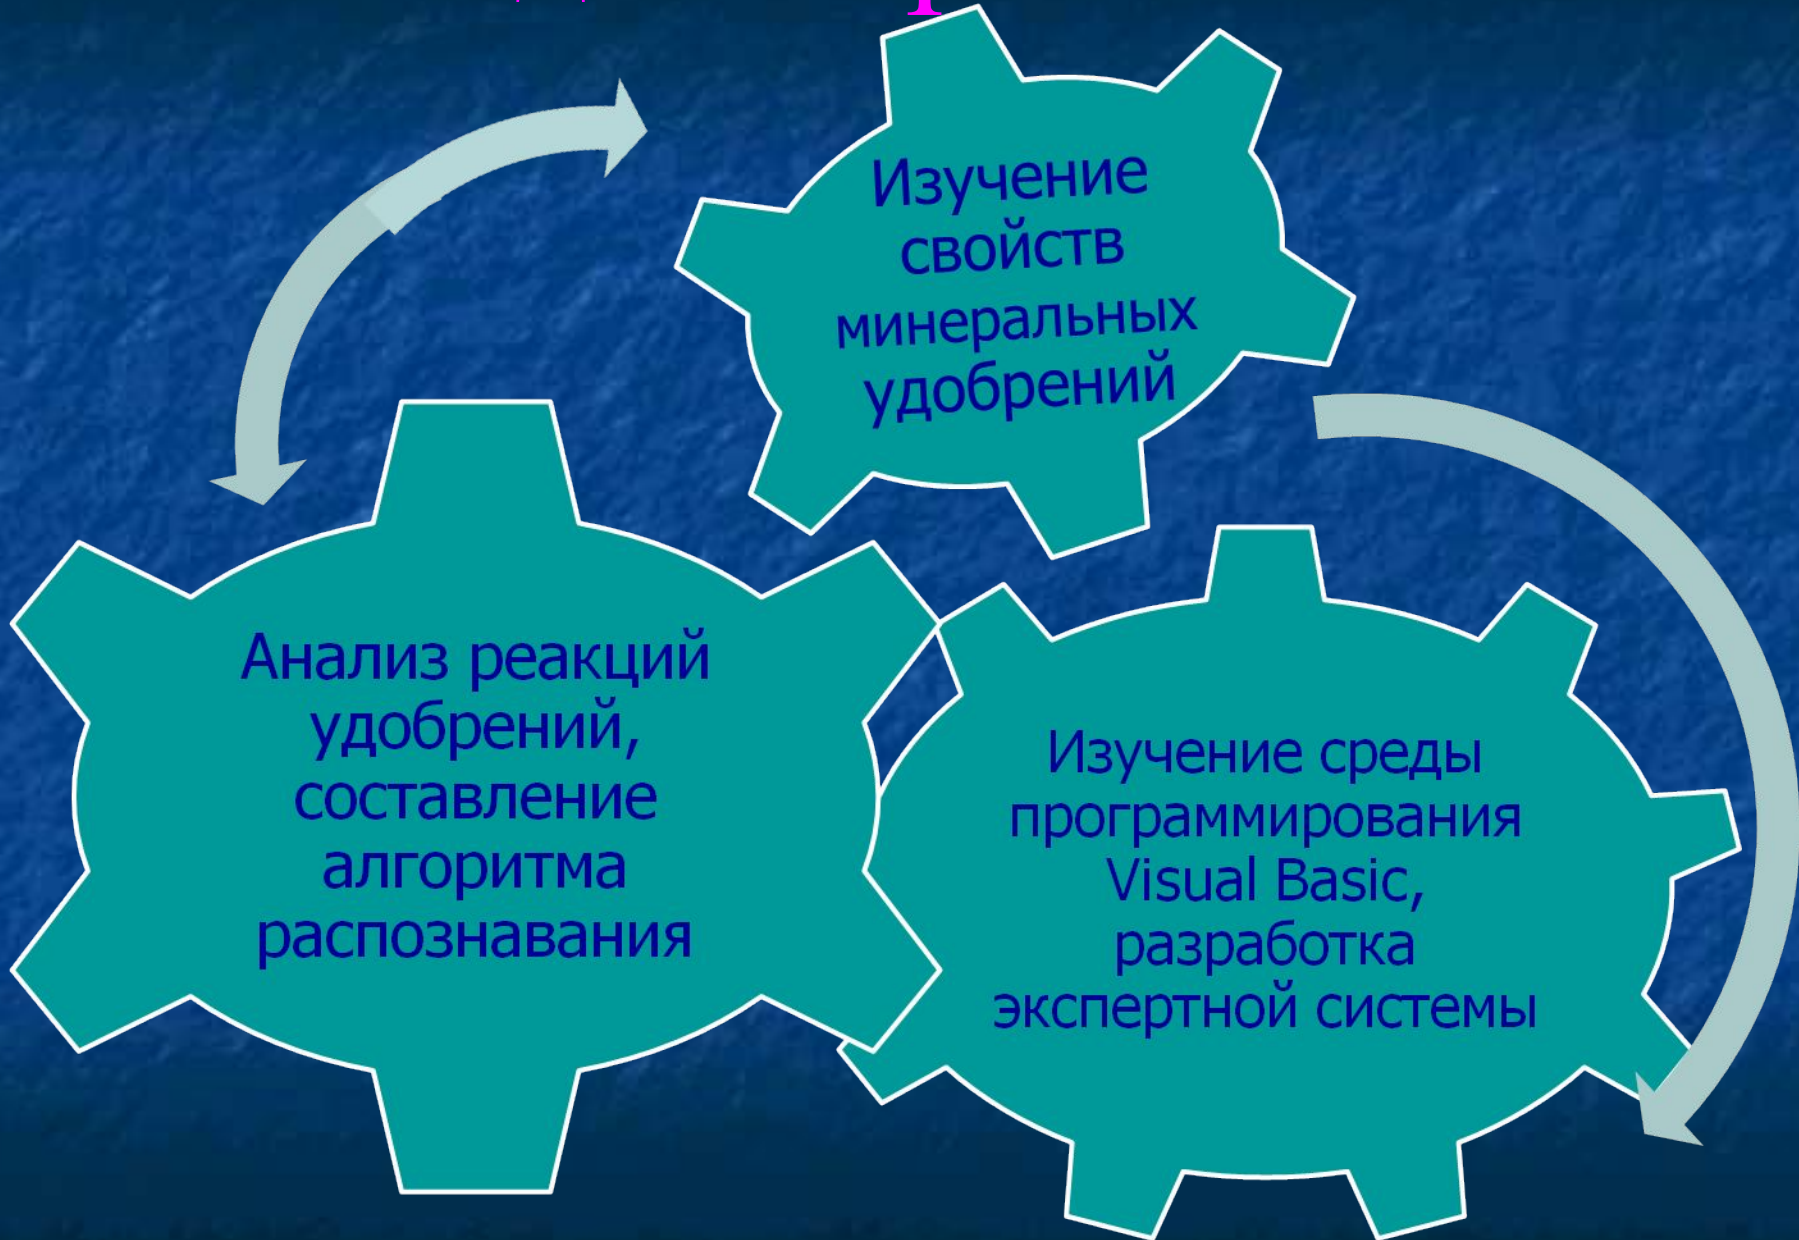 Изучение
свойств
минеральных
удобрений
Анализ реакций
удобрений,
составление
алгоритма
распознавания
Изучение среды
программирования
Visual Basic,
разработка
экспертной системы